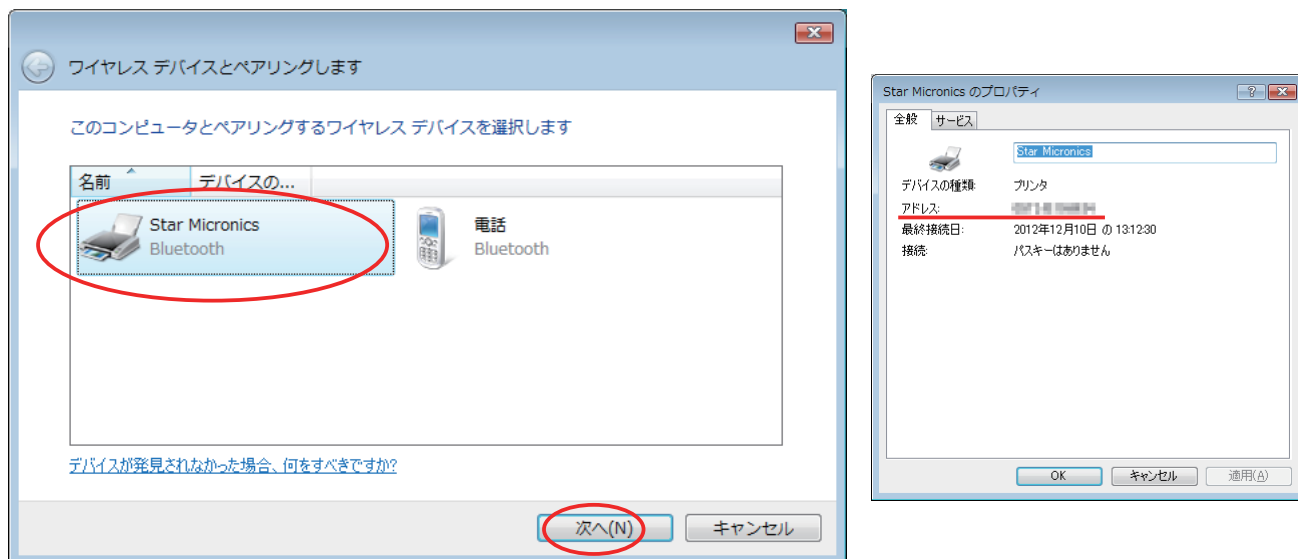 ワイヤレス デバイスとペアリングします
このコンピュータとペアリングするワイヤレス デバイスを選択します
名前
デバイスの...
Star Micronics
Bluetooth
電話
Bluetooth
デバイスが発見されなかった場合、何をすべきですか?
次へ(N)
キャンセル
Star Micronics のプロパティ
全般
サービス
Star Micronics
デバイスの種類:
プリンタ
アドレス:
最終接続日:
2012年12月10日 の 13:12:30
接続:
パスキーはありません
OK
キャンセル
適用(A)